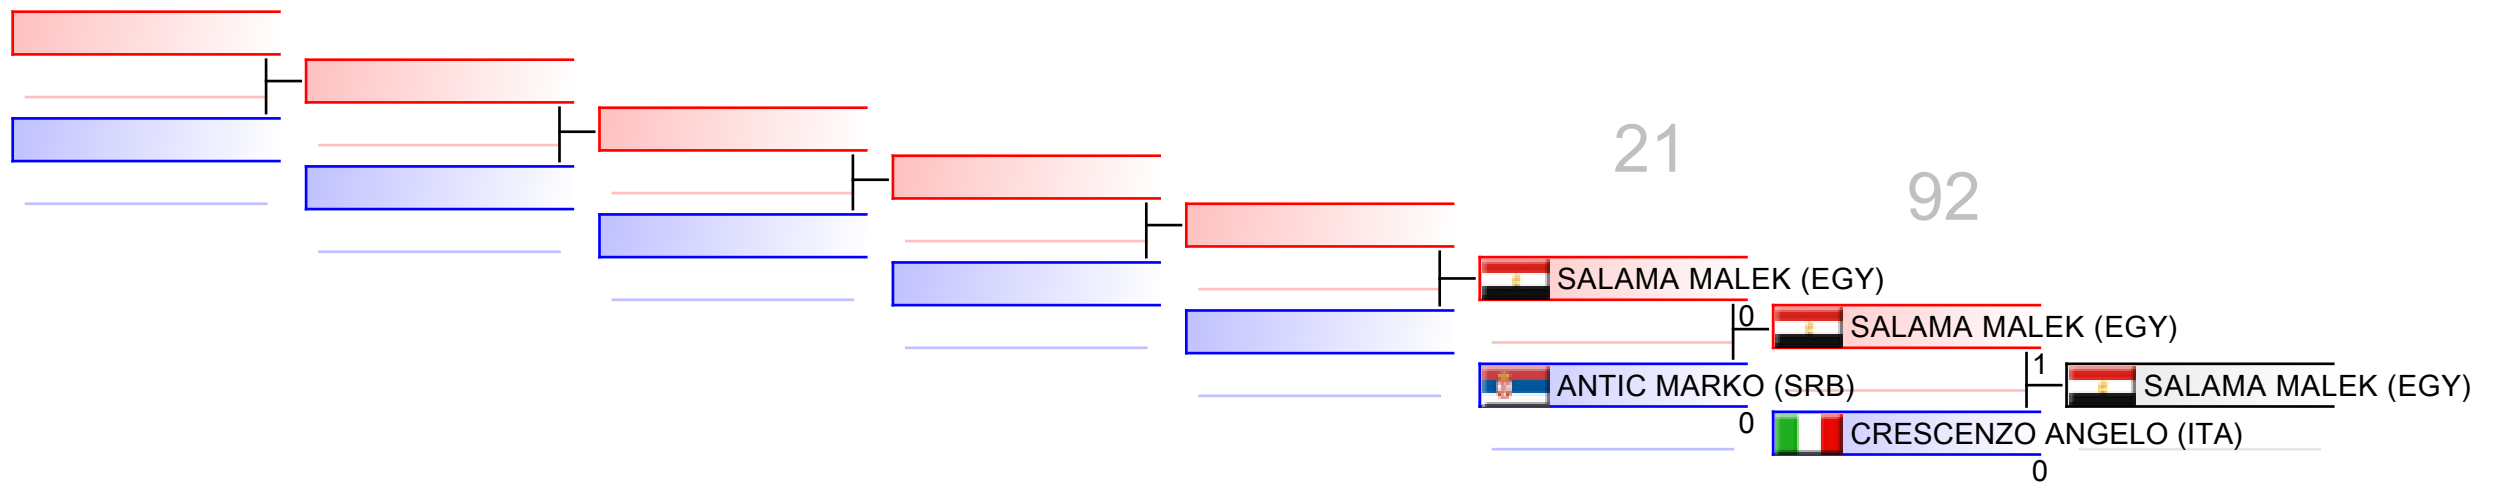 21
92
SALAMA MALEK (EGY)
0
SALAMA MALEK (EGY)
1
ANTIC MARKO (SRB)
SALAMA MALEK (EGY)
0
CRESCENZO ANGELO (ITA)
0